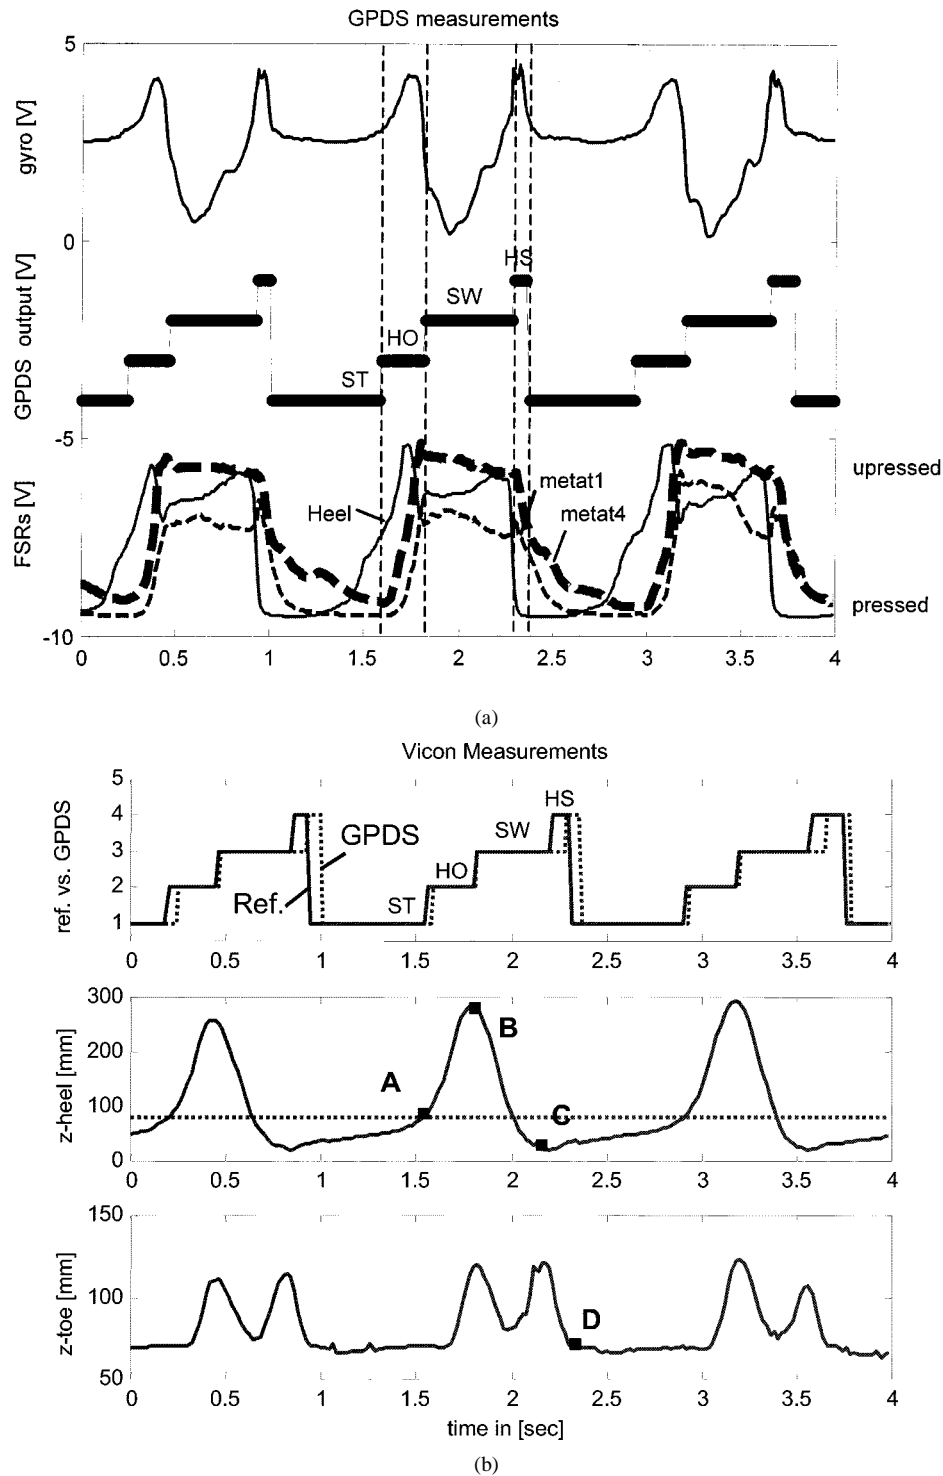 GPDS measurements
5
gyro [V]
0
HS
SW
HO
ST
GPDS output [V]
-5
upressed
metat1
Heel
metat4
FSRs [V]
pressed
-10
0 0.5 1 1.5 2 2.5 3 3.5 4
(a)
Vicon Measurements
5
HS
4
GPDS
SW
3
ref. vs. GPDS
HO
2
Ref.
ST
1
0 0.5 1 1.5 2 2.5 3 3.5 4
300
B
200
A
z-heel [mm]
100
C
0
0 0.5 1 1.5 2 2.5 3 3.5 4
150
z-toe [mm]
100
D
50
0 0.5 1 1.5 2 2.5 3 3.5 4
time in [sec]
(b)